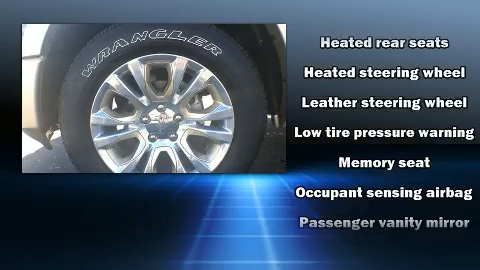 WRANGLER
Heated rear seats
Heated steering wheel
Leather steering wheel
Low tire pressure warning
Memory seat
Occupant sensing airbag
Passenger vanity mirror